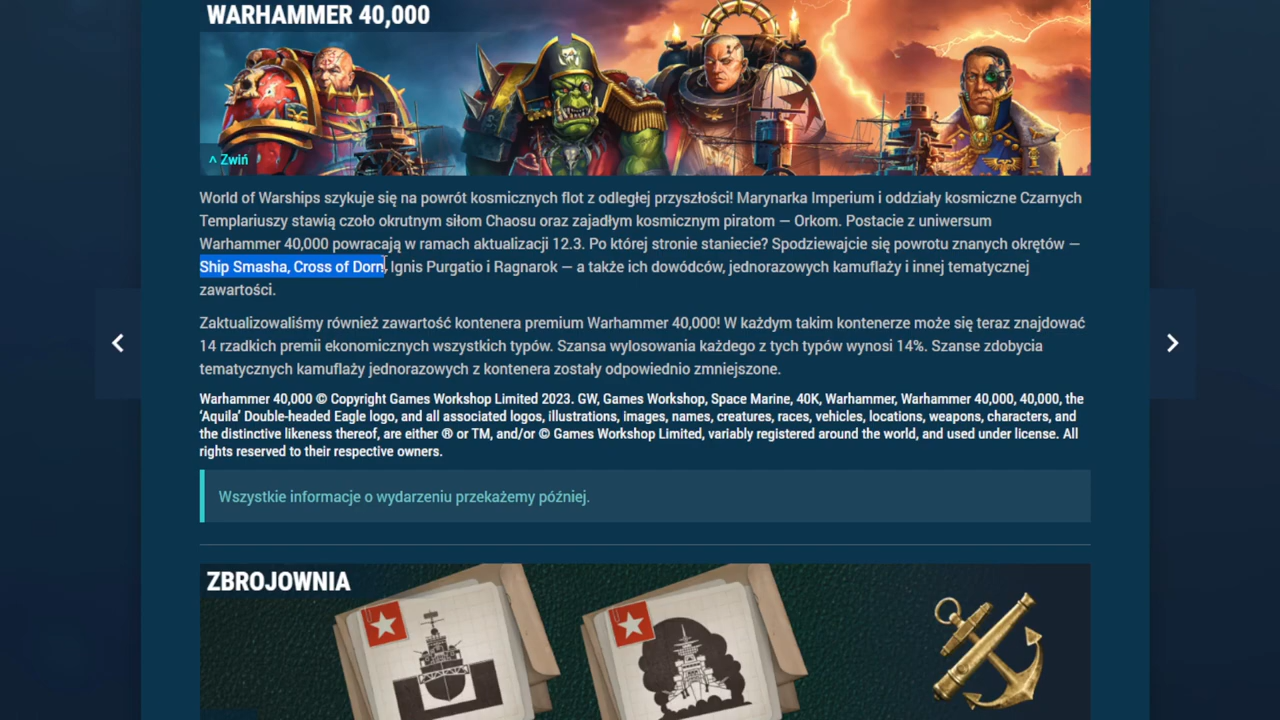 WARHAMMER 40,000
^ Zwiń
World of Warships szykuje się na powrót kosmicznych flot z odległej przyszłości! Marynarka Imperium i oddziały kosmiczne Czarnych
Templariuszy stawią czoło okrutnym siłom Chaosu oraz zajadłym kosmicznym piratom — Orkom. Postacie z uniwersum
Warhammer 40,000 powracają w ramach aktualizacji 12.3. Po której stronie staniecie? Spodziewajcie się powrotu znanych okrętów —
Ship Smasha, Cross of Dorn, Ignis Purgatio i Ragnarok — a także ich dowódców, jednorazowych kamuflaży i innej tematycznej
zawartości.
Zaktualizowaliśmy również zawartość kontenera premium Warhammer 40,000! W każdym takim kontenerze może się teraz znajdować
14 rzadkich premii ekonomicznych wszystkich typów. Szansa wylosowania każdego z tych typów wynosi 14%. Szanse zdobycia
tematycznych kamuflaży jednorazowych z kontenera zostały odpowiednio zmniejszone.
Warhammer 40,000 © Copyright Games Workshop Limited 2023. GW, Games Workshop, Space Marine, 40K, Warhammer, Warhammer 40,000, 40,000, the
‘Aquila’ Double-headed Eagle logo, and all associated logos, illustrations, images, names, creatures, races, vehicles, locations, weapons, characters, and
the distinctive likeness thereof, are either ® or TM, and/or © Games Workshop Limited, variably registered around the world, and used under license. All
rights reserved to their respective owners.
Wszystkie informacje o wydarzeniu przekażemy później.
ZBROJOWNIA